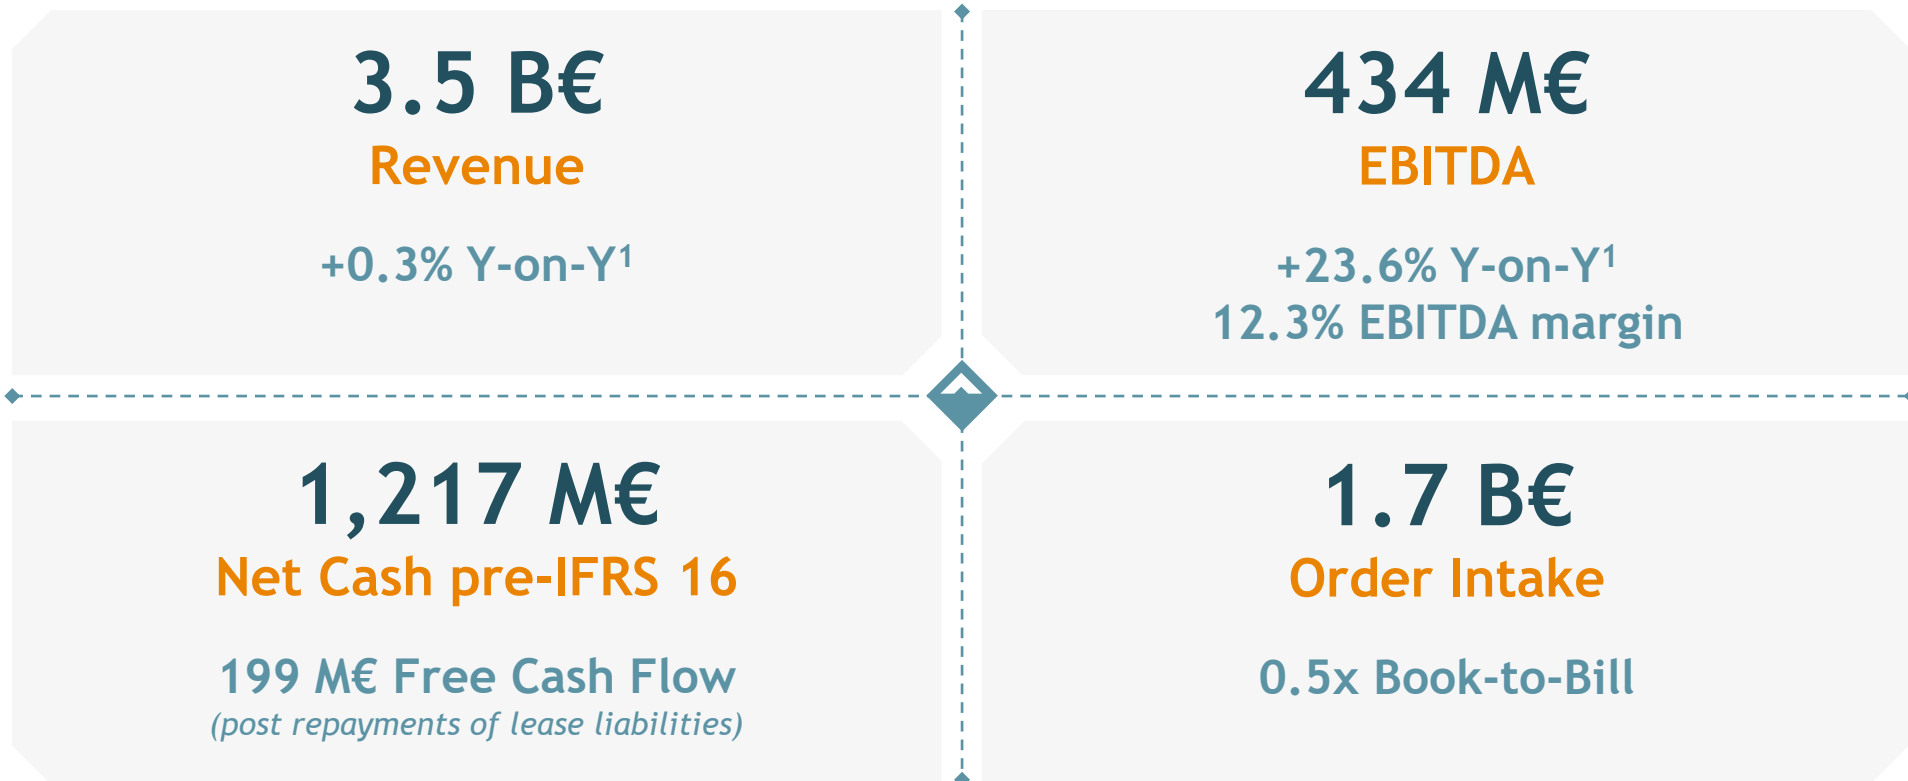 3.5 B€
Revenue
+0.3% Y-on-Y¹
434 M€
EBITDA
+23.6% Y-on-Y¹
12.3% EBITDA margin
1,217 M€
Net Cash pre-IFRS 16
199 M€ Free Cash Flow
(post repayments of lease liabilities)
1.7 B€
Order Intake
0.5x Book-to-Bill